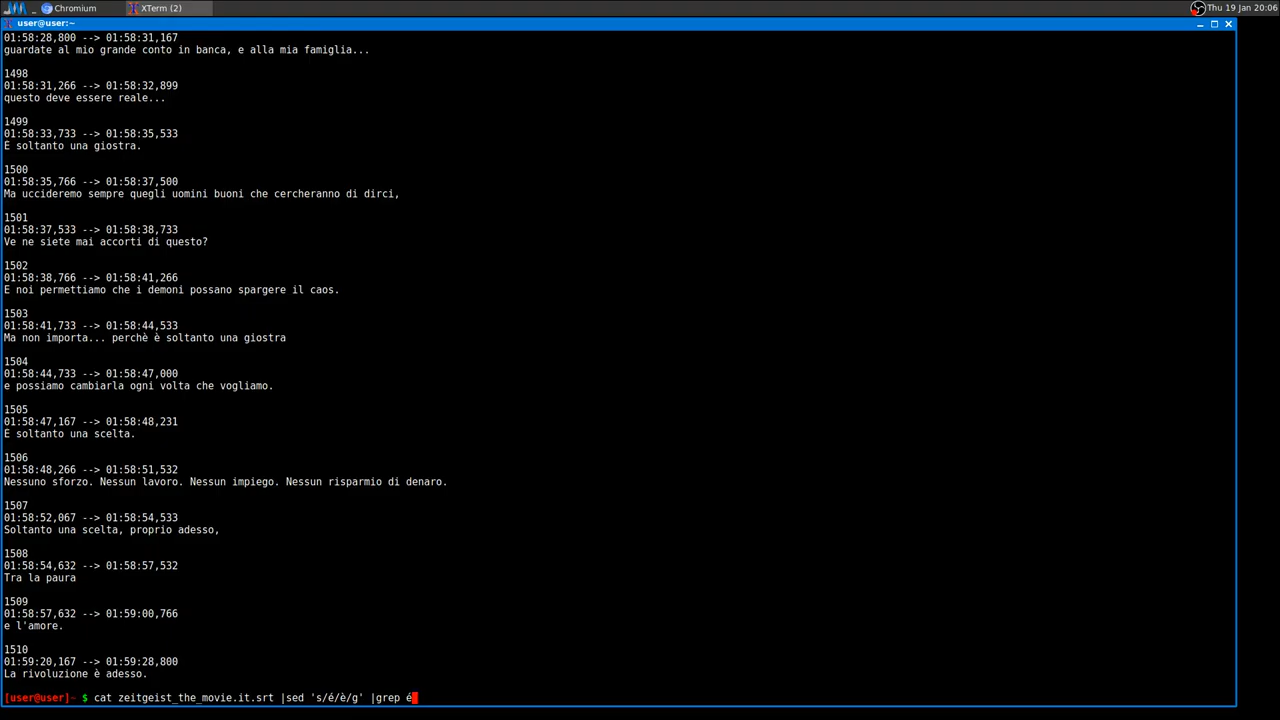 Chromium
XTerm (2)
Thu 19 Jan 20:06
user@user:~
01:58:28,800 --> 01:58:31,167
guardate al mio grande conto in banca, e alla mia famiglia...
1498
01:58:31,266 --> 01:58:32,899
questo deve essere reale...
1499
01:58:33,733 --> 01:58:35,533
È soltanto una giostra.
1500
01:58:35,766 --> 01:58:37,500
Ma uccideremo sempre quegli uomini buoni che cercheranno di dirci,
1501
01:58:37,533 --> 01:58:38,733
Ve ne siete mai accorti di questo?
1502
01:58:38,766 --> 01:58:41,266
E noi permettiamo che i demoni possano spargere il caos.
1503
01:58:41,733 --> 01:58:44,533
Ma non importa... perchè è soltanto una giostra
1504
01:58:44,733 --> 01:58:47,000
e possiamo cambiarla ogni volta che vogliamo.
1505
01:58:47,167 --> 01:58:48,231
È soltanto una scelta.
1506
01:58:48,266 --> 01:58:51,532
Nessuno sforzo. Nessun lavoro. Nessun impiego. Nessun risparmio di denaro.
1507
01:58:52,067 --> 01:58:54,533
Soltanto una scelta, proprio adesso,
1508
01:58:54,632 --> 01:58:57,532
Tra la paura
1509
01:58:57,632 --> 01:59:00,766
e l'amore.
1510
01:59:20,167 --> 01:59:28,800
La rivoluzione è adesso.
[user@user]~ $ cat zeitgeist_the_movie.it.srt |sed 's/é/è/g' |grep é